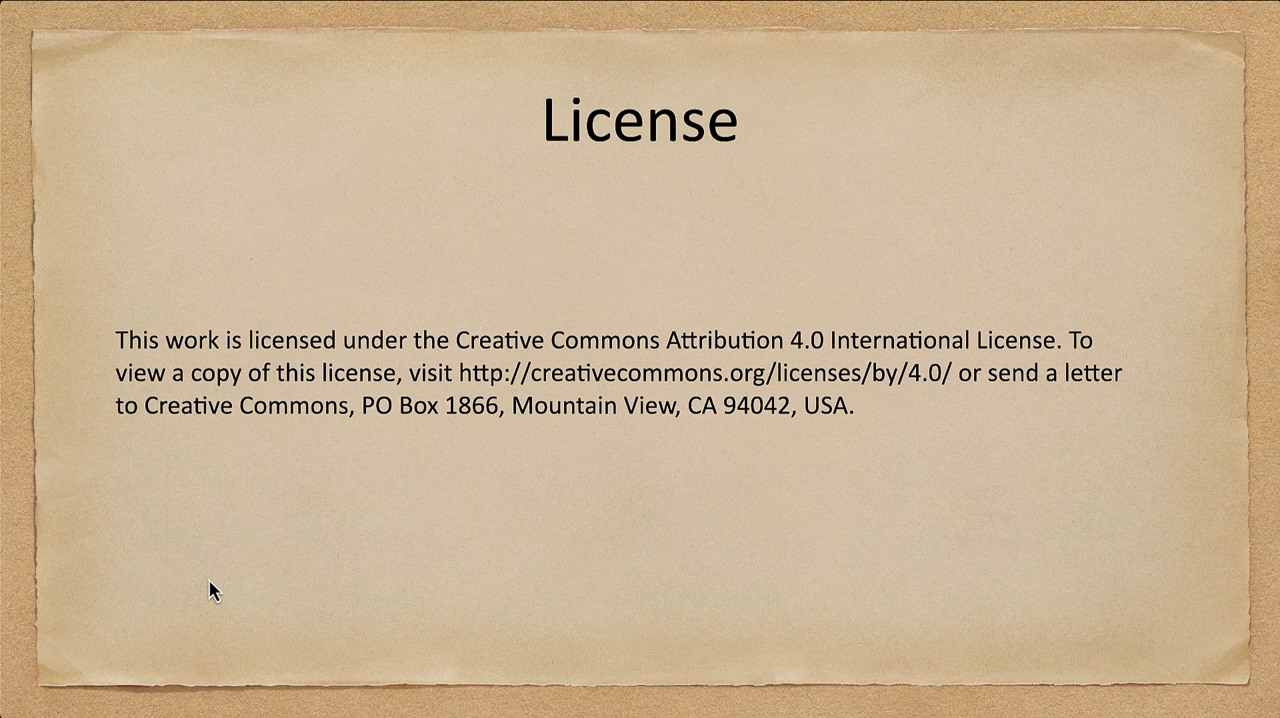 License
This work is licensed under the Creative Commons Attribution 4.0 International License. To
view a copy of this license, visit http://creativecommons.org/licenses/by/4.0/ or send a letter
to Creative Commons, PO Box 1866, Mountain View, CA 94042, USA.